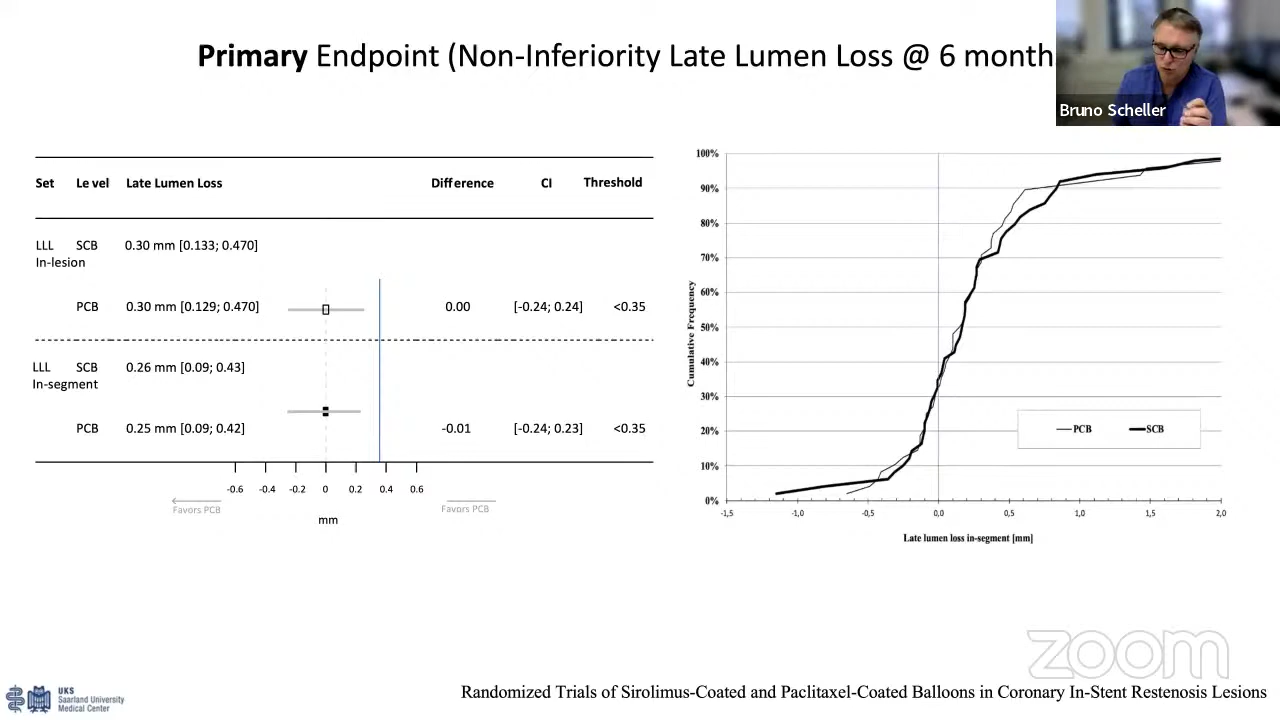 Primary Endpoint (Non-Inferiority Late Lumen Loss @ 6 month
Bruno Scheller
Set Le vel Late Lumen Loss Difference CI Threshold
LLL SCB 0.30 mm [0.133; 0.470]
In-lesion
PCB 0.30 mm [0.129; 0.470] 0.00 [-0.24; 0.24] <0.35
LLL SCB 0.26 mm [0.09; 0.43]
In-segment
PCB 0.25 mm [0.09; 0.42] -0.01 [-0.24; 0.23] <0.35
-0.6 -0.4 -0.2 0 0.2 0.4 0.6
Favors PCB Favors PCB
mm
Cumulative Frequency
100%
90%
80%
70%
60%
50%
40%
30%
20%
10%
0%
PCB SCB
-1,5 -1,0 -0,5 0,0 0,5 1,0 1,5 2,0
Late lumen loss in-segment [mm]
zoom
UKS
Saarland University
Medical Center
Randomized Trials of Sirolimus-Coated and Paclitaxel-Coated Balloons in Coronary In-Stent Restenosis Lesions